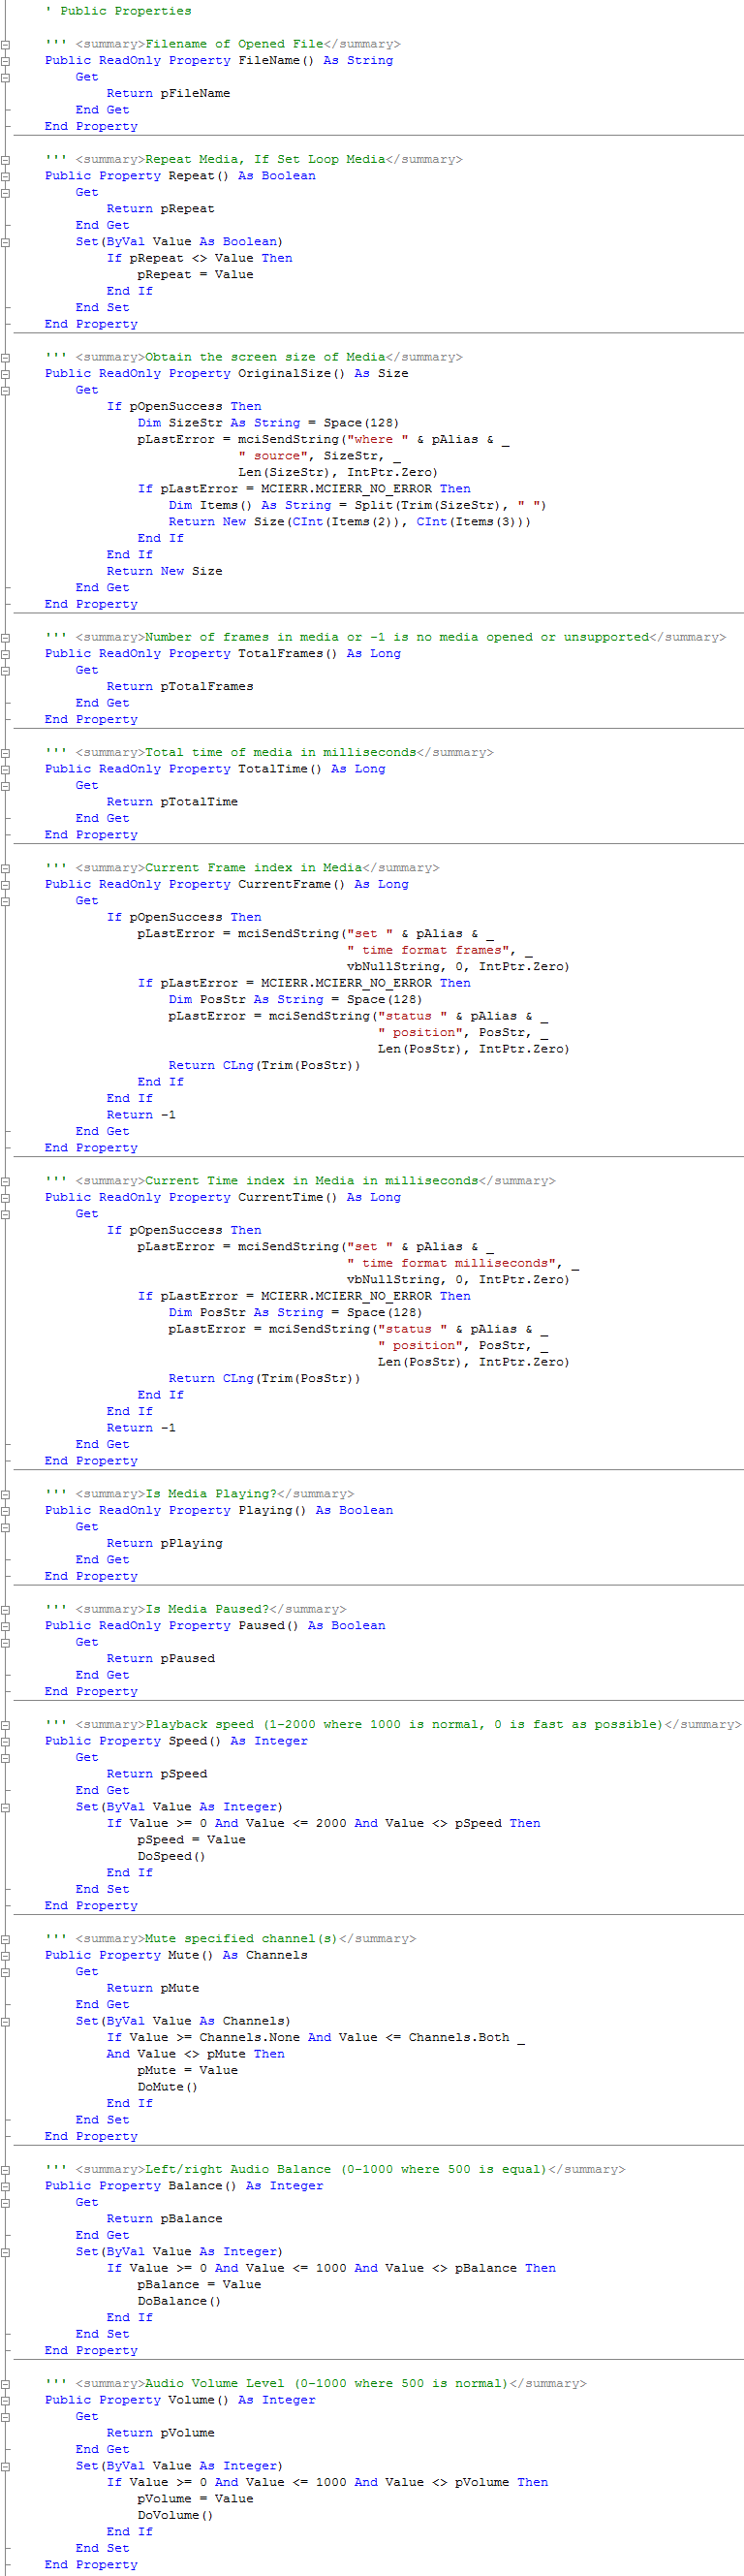 ' Public Properties
''' <summary>Filename of Opened File</summary>
Public ReadOnly Property FileName() As String
Get
Return pFileName
End Get
End Property
''' <summary>Repeat Media, If Set Loop Media</summary>
Public Property Repeat() As Boolean
Get
Return pRepeat
End Get
Set(ByVal Value As Boolean)
If pRepeat <> Value Then
pRepeat = Value
End If
End Set
End Property
''' <summary>Obtain the screen size of Media</summary>
Public ReadOnly Property OriginalSize() As Size
Get
If pOpenSuccess Then
Dim SizeStr As String = Space(128)
pLastError = mciSendString("where " & pAlias & _
" source", SizeStr, _
Len(SizeStr), IntPtr.Zero)
If pLastError = MCIERR.MCIERR_NO_ERROR Then
Dim Items() As String = Split(Trim(SizeStr), " ")
Return New Size(CInt(Items(2)), CInt(Items(3)))
End If
End If
Return New Size
End Get
End Property
''' <summary>Number of frames in media or -1 is no media opened or unsupported</summary>
Public ReadOnly Property TotalFrames() As Long
Get
Return pTotalFrames
End Get
End Property
''' <summary>Total time of media in milliseconds</summary>
Public ReadOnly Property TotalTime() As Long
Get
Return pTotalTime
End Get
End Property
''' <summary>Current Frame index in Media</summary>
Public ReadOnly Property CurrentFrame() As Long
Get
If pOpenSuccess Then
pLastError = mciSendString("set " & pAlias & _
" time format frames", _
vbNullString, 0, IntPtr.Zero)
If pLastError = MCIERR.MCIERR_NO_ERROR Then
Dim PosStr As String = Space(128)
pLastError = mciSendString("status " & pAlias & _
" position", PosStr, _
Len(PosStr), IntPtr.Zero)
Return CLng(Trim(PosStr))
End If
End If
Return -1
End Get
End Property
''' <summary>Current Time index in Media in milliseconds</summary>
Public ReadOnly Property CurrentTime() As Long
Get
If pOpenSuccess Then
pLastError = mciSendString("set " & pAlias & _
" time format milliseconds", _
vbNullString, 0, IntPtr.Zero)
If pLastError = MCIERR.MCIERR_NO_ERROR Then
Dim PosStr As String = Space(128)
pLastError = mciSendString("status " & pAlias & _
" position", PosStr, _
Len(PosStr), IntPtr.Zero)
Return CLng(Trim(PosStr))
End If
End If
Return -1
End Get
End Property
''' <summary>Is Media Playing?</summary>
Public ReadOnly Property Playing() As Boolean
Get
Return pPlaying
End Get
End Property
''' <summary>Is Media Paused?</summary>
Public ReadOnly Property Paused() As Boolean
Get
Return pPaused
End Get
End Property
''' <summary>Playback speed (1-2000 where 1000 is normal, 0 is fast as possible)</summary>
Public Property Speed() As Integer
Get
Return pSpeed
End Get
Set(ByVal Value As Integer)
If Value >= 0 And Value <= 2000 And Value <> pSpeed Then
pSpeed = Value
DoSpeed()
End If
End Set
End Property
''' <summary>Mute specified channel(s)</summary>
Public Property Mute() As Channels
Get
Return pMute
End Get
Set(ByVal Value As Channels)
If Value >= Channels.None And Value <= Channels.Both _
And Value <> pMute Then
pMute = Value
DoMute()
End If
End Set
End Property
''' <summary>Left/right Audio Balance (0-1000 where 500 is equal)</summary>
Public Property Balance() As Integer
Get
Return pBalance
End Get
Set(ByVal Value As Integer)
If Value >= 0 And Value <= 1000 And Value <> pBalance Then
pBalance = Value
DoBalance()
End If
End Set
End Property
''' <summary>Audio Volume Level (0-1000 where 500 is normal)</summary>
Public Property Volume() As Integer
Get
Return pVolume
End Get
Set(ByVal Value As Integer)
If Value >= 0 And Value <= 1000 And Value <> pVolume Then
pVolume = Value
DoVolume()
End If
End Set
End Property